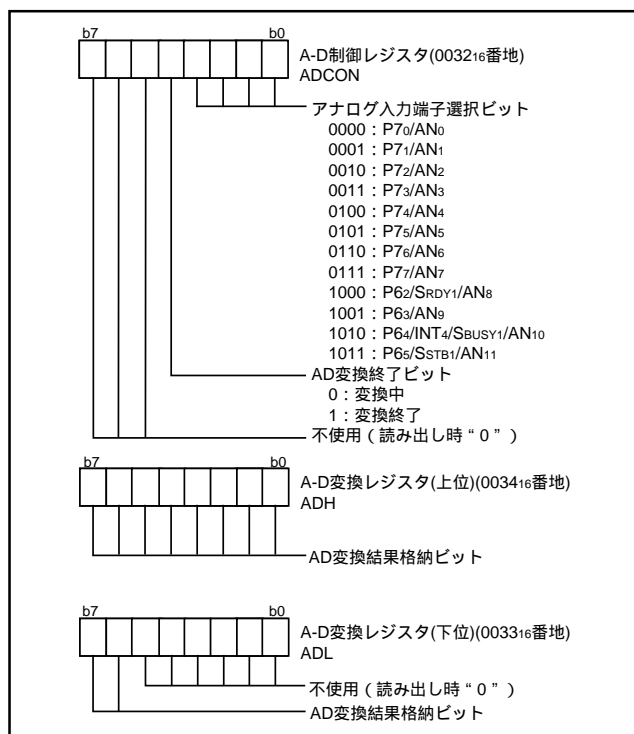 b7 b0
A-D制御レジスタ(003216番地)
ADCON
アナログ入力端子選択ビット
0000：P70/AN0
0001：P71/AN1
0010：P72/AN2
0011：P73/AN3
0100：P74/AN4
0101：P75/AN5
0110：P76/AN6
0111：P77/AN7
1000：P62/SRDY1/AN8
1001：P63/AN9
1010：P64/INT4/SBUSY1/AN10
1011：P65/SSTB1/AN11
AD変換終了ビット
0：変換中
1：変換終了
不使用（読み出し時“0”）
b7 b0
A-D変換レジスタ(上位)(003416番地)
ADH
AD変換結果格納ビット
b7 b0
A-D変換レジスタ(下位)(003316番地)
ADL
不使用（読み出し時“0”）
AD変換結果格納ビット